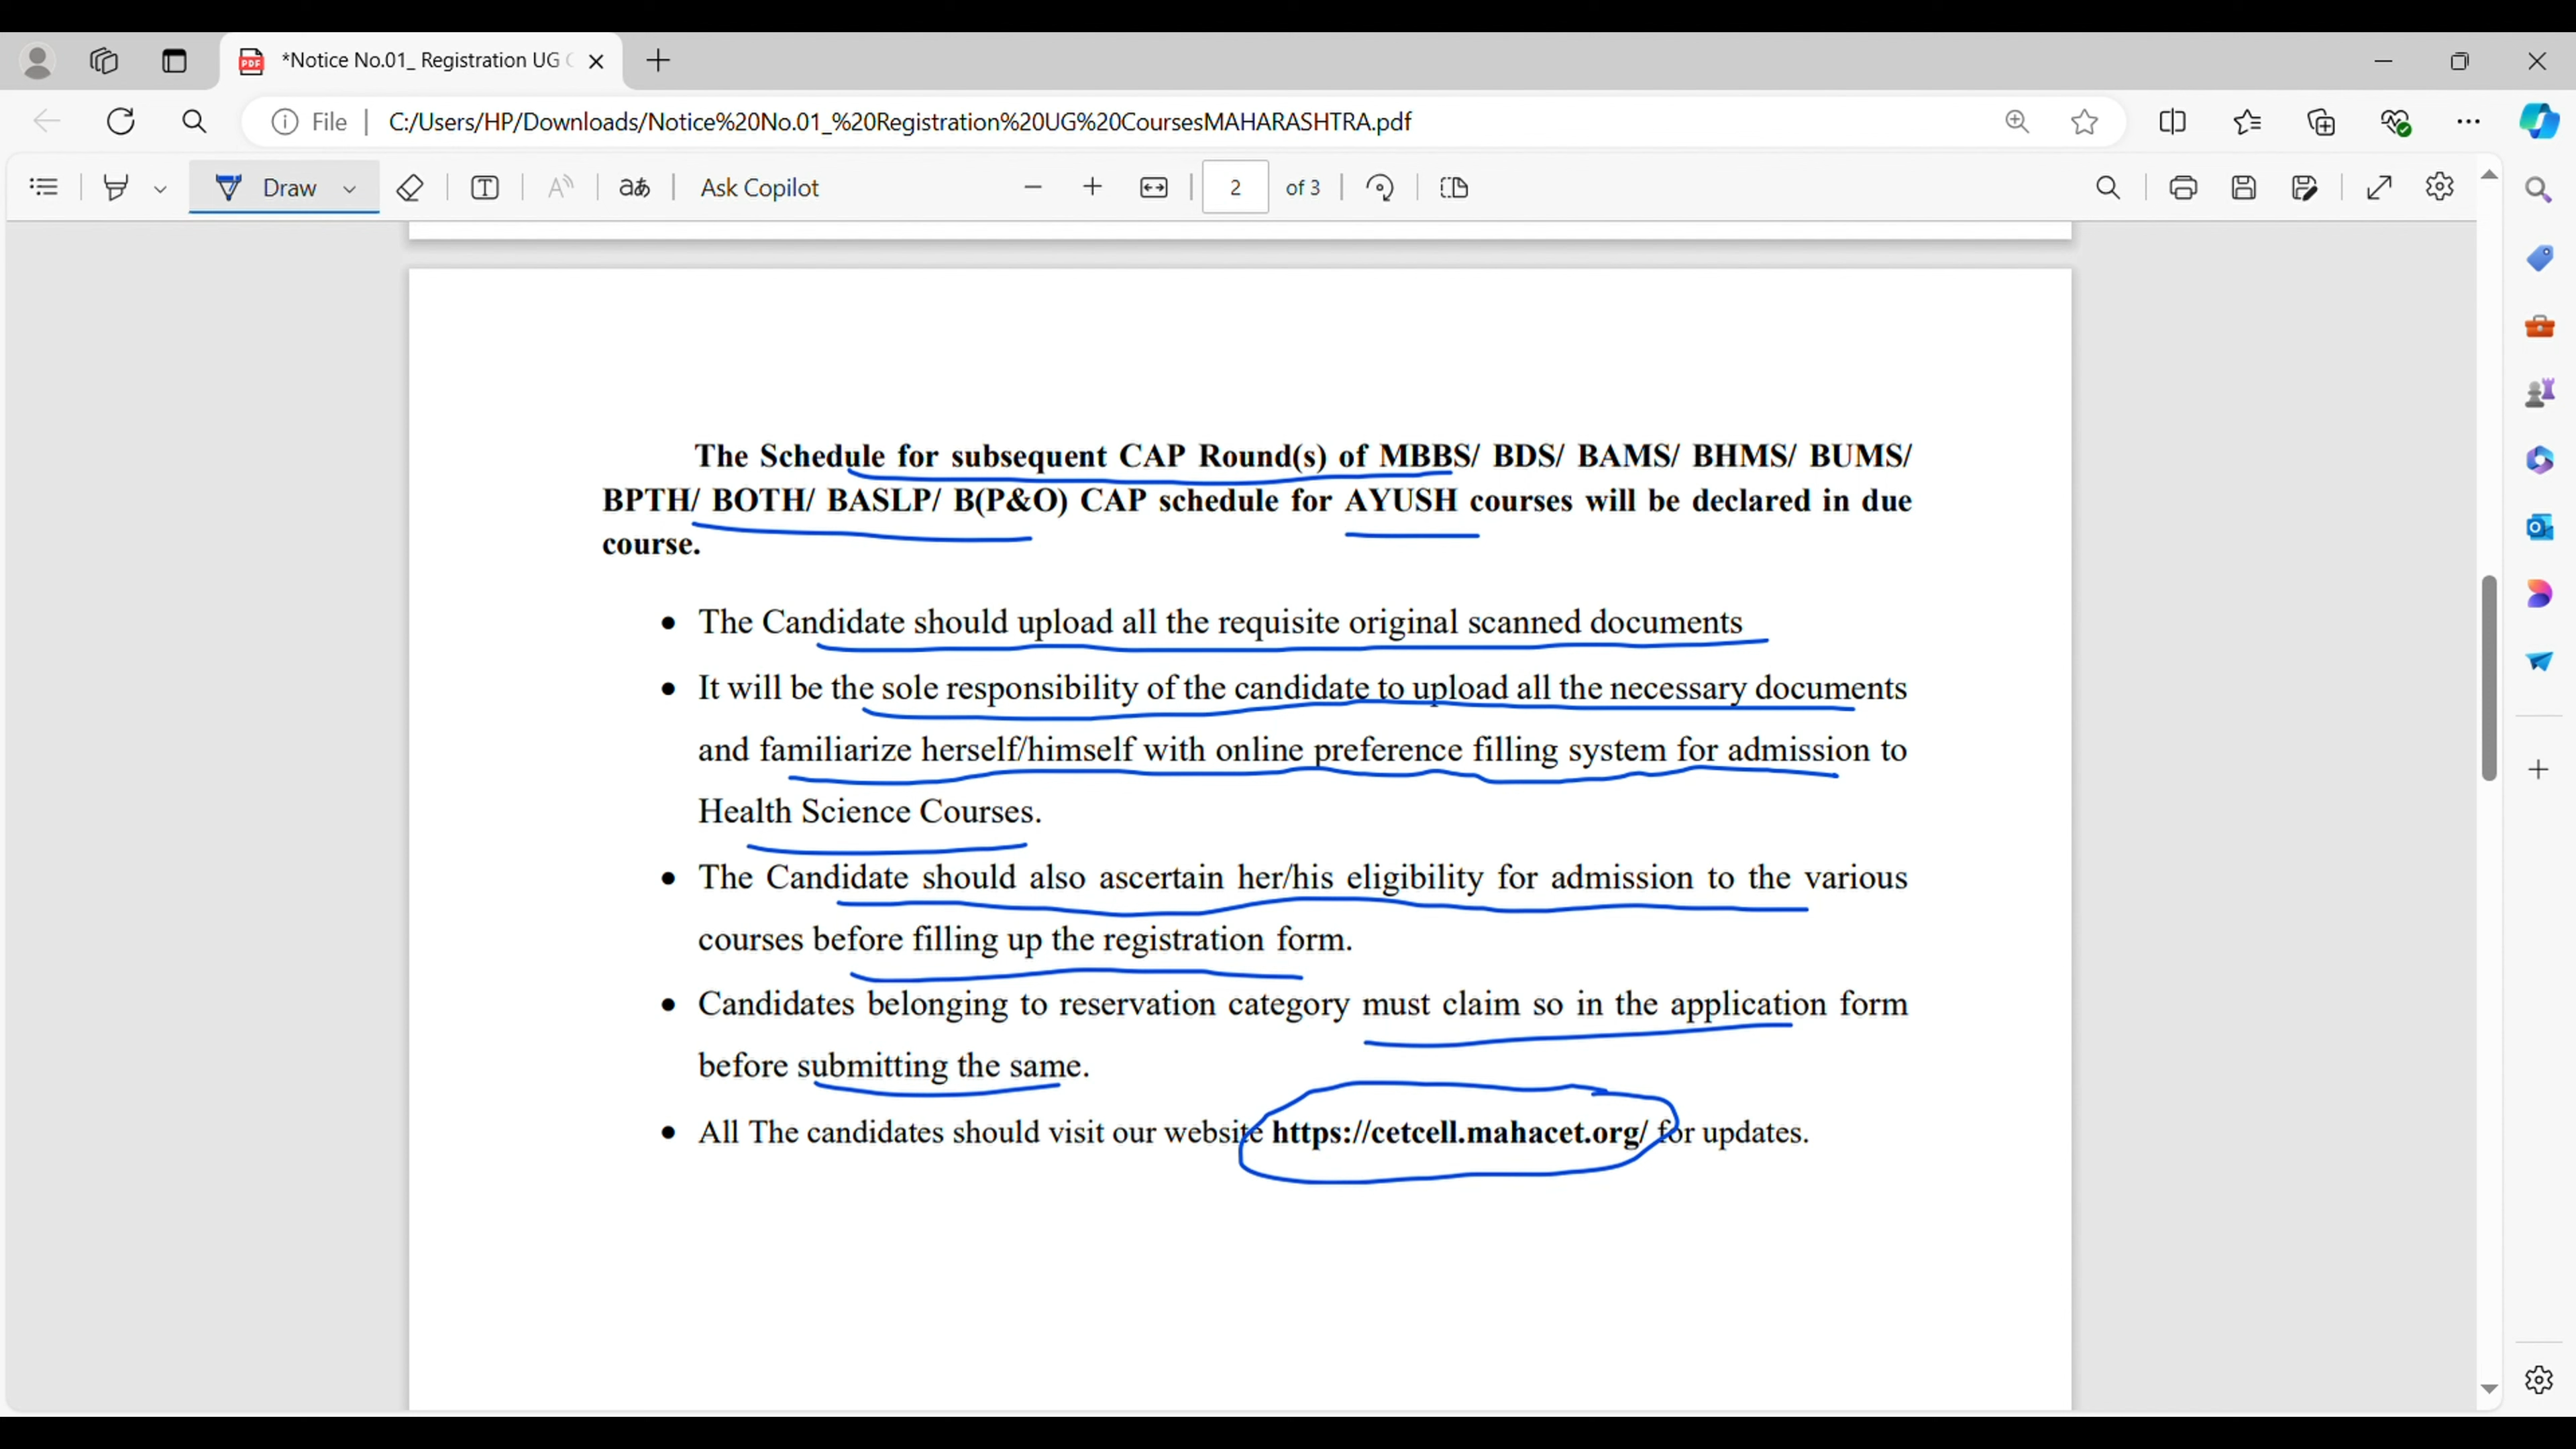 *Notice No.01_ Registration UG C
File
C:/Users/HP/Downloads/Notice%20No.01_%20Registration%20UG%20CoursesMAHARASHTRA.pdf
Draw
aあ
Ask Copilot
2 of 3
The Schedule for subsequent CAP Round(s) of MBBS/ BDS/ BAMS/ BHMS/ BUMS/
BPTH/ BOTH/ BASLP/ B(P&O) CAP schedule for AYUSH courses will be declared in due
course.
• The Candidate should upload all the requisite original scanned documents
• It will be the sole responsibility of the candidate to upload all the necessary documents
and familiarize herself/himself with online preference filling system for admission to
Health Science Courses.
• The Candidate should also ascertain her/his eligibility for admission to the various
courses before filling up the registration form.
• Candidates belonging to reservation category must claim so in the application form
before submitting the same.
• All The candidates should visit our website https://cetcell.mahacet.org/ for updates.